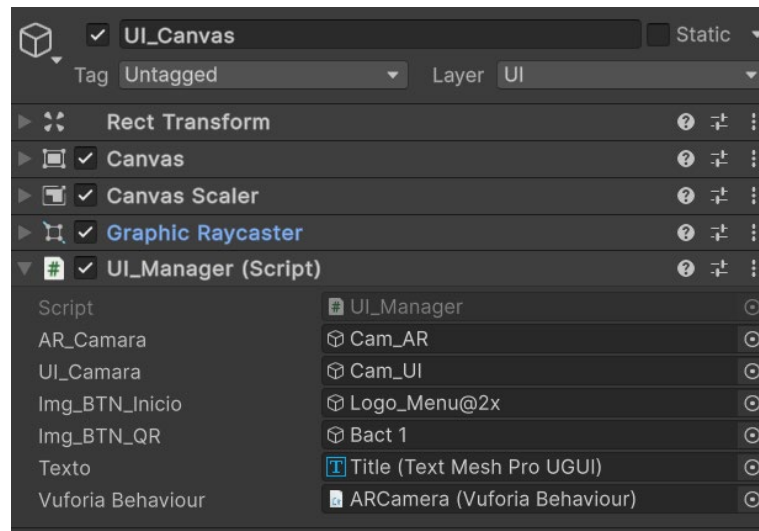 UI_Canvas Static
Tag Untagged Layer UI
Rect Transform
Canvas
Canvas Scaler
Graphic Raycaster
# UI_Manager (Script)
Script # UI_Manager
AR_Camara Cam_AR
UI_Camara Cam_UI
Img_BTN_Inicio Logo_Menu@2x
Img_BTN_QR Bact 1
Texto T Title (Text Mesh Pro UGUI)
Vuforia Behaviour ARCamera (Vuforia Behaviour)